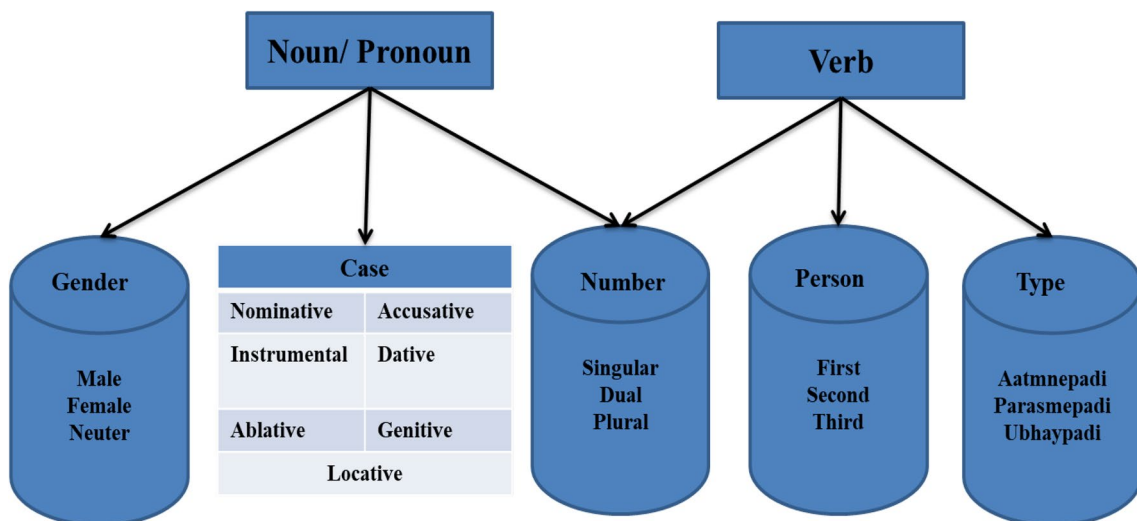 Noun/ Pronoun
Verb
Gender
Male
Female
Neuter
Case
Nominative Accusative
Instrumental Dative
Ablative Genitive
Locative
Number
Singular
Dual
Plural
Person
First
Second
Third
Type
Aatmnepadi
Parasmepadi
Ubhaypadi